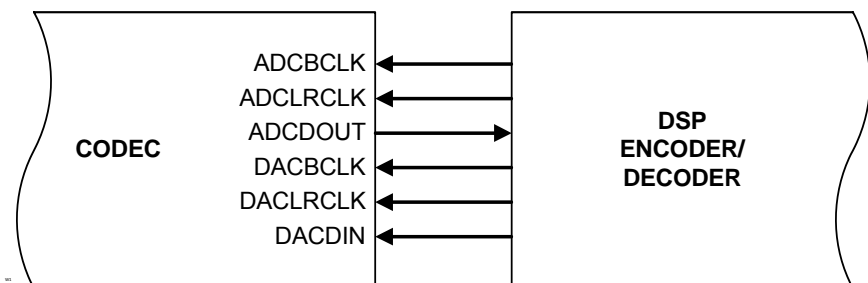 ADCBCLK
ADCLRCLK
ADCDOUT
DACBCLK
DACLRCLK
DACDIN
CODEC
DSP
ENCODER/
DECODER